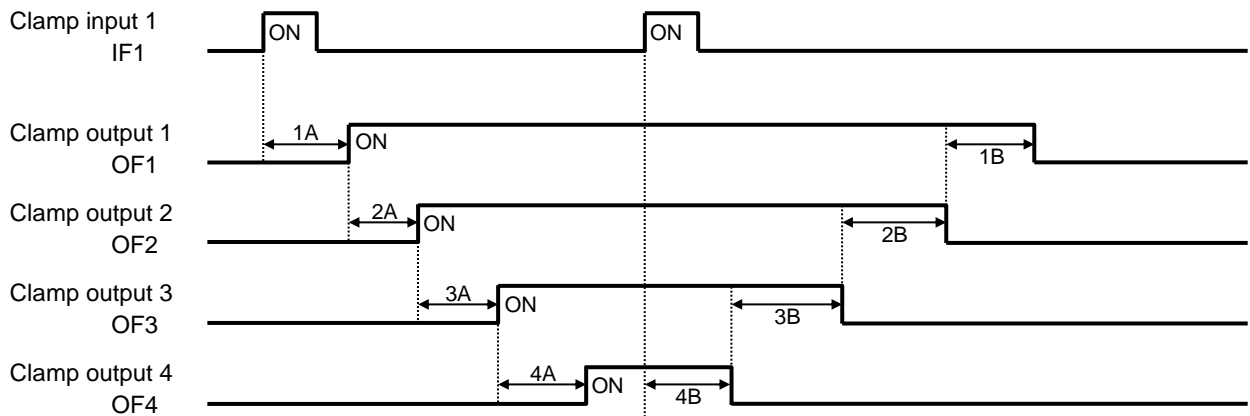 Clamp input 1
IF1
ON
ON
Clamp output 1
OF1
1A
ON
1B
Clamp output 2
OF2
2A
ON
2B
Clamp output 3
OF3
3A
ON
3B
Clamp output 4
OF4
4A
ON
4B